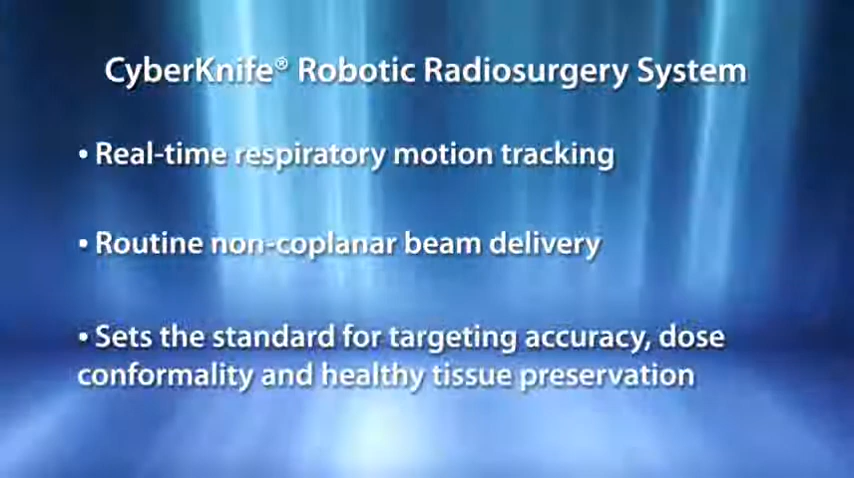 CyberKnife® Robotic Radiosurgery System
• Real-time respiratory motion tracking
• Routine non-coplanar beam delivery
• Sets the standard for targeting accuracy, dose
conformality and healthy tissue preservation